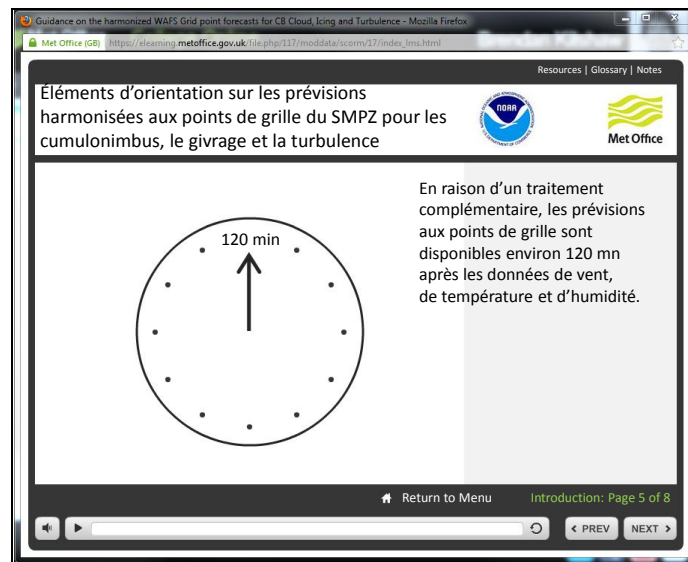 Guidance on the harmonized WAFS Grid point forecasts for CB Cloud, Icing and Turbulence - Mozilla Firefox
Met Office (GB) https://elearning.metoffice.gov.uk/file.php/117/moddata/scorm/17/index_lms.html
Resources | Glossary | Notes
Éléments d'orientation sur les prévisions
harmonisées aux points de grille du SMPZ pour les
cumulonimbus, le givrage et la turbulence
NOAA
Met Office
120 min
En raison d'un traitement
complémentaire, les prévisions
aux points de grille sont
disponibles environ 120 mn
après les données de vent,
de température et d'humidité.
Return to Menu
Introduction: Page 5 of 8
PREV
NEXT